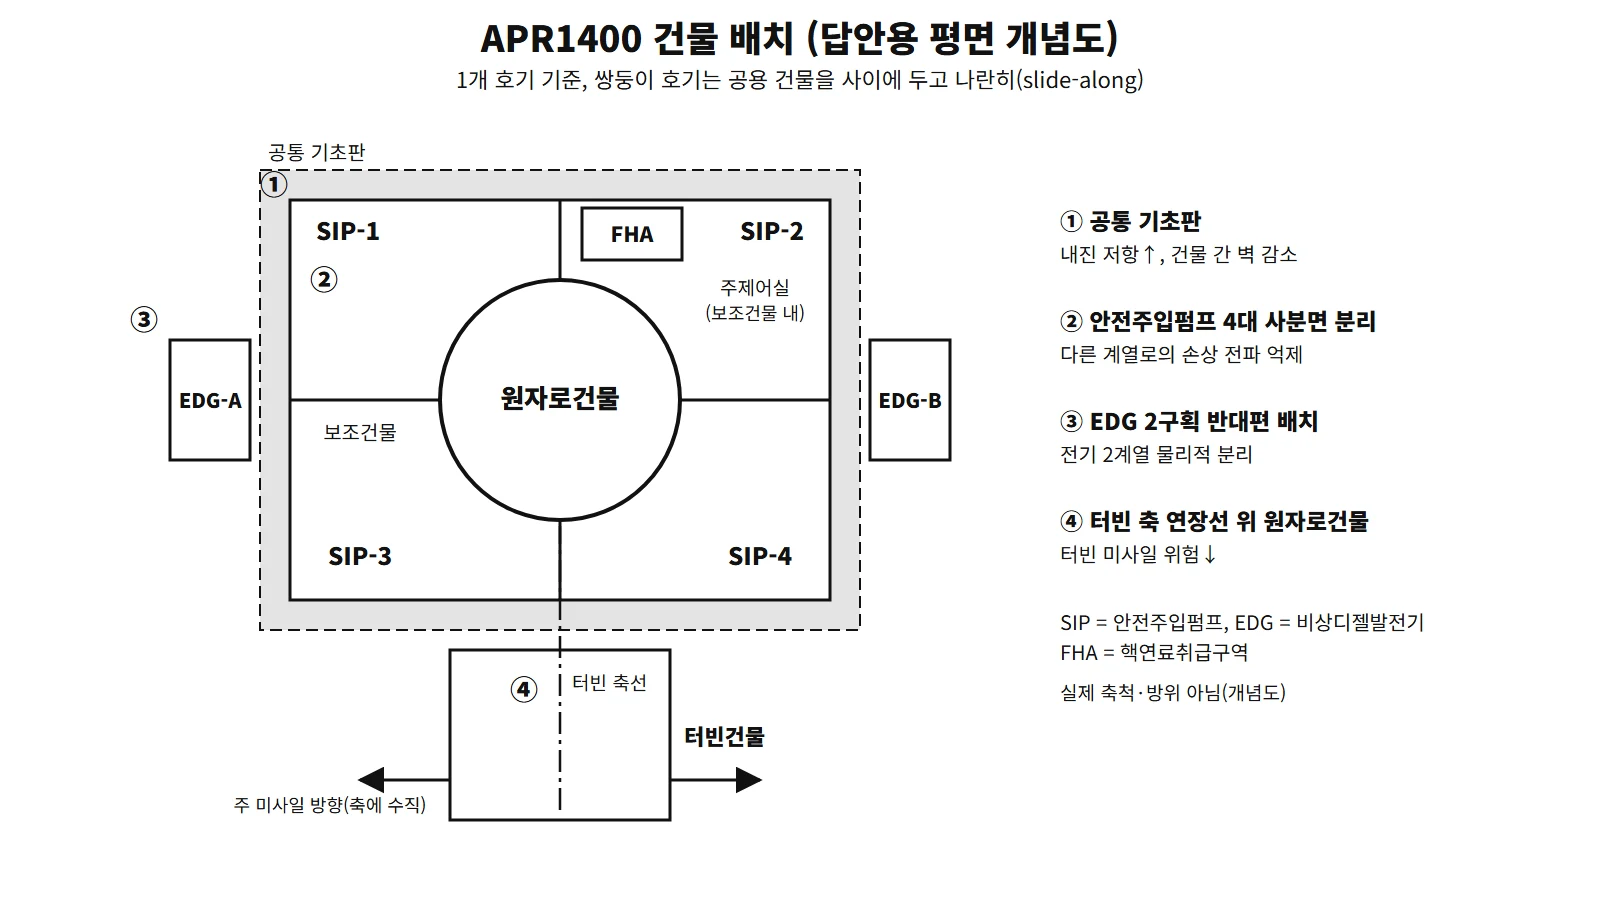 APR1400 건물 배치 (답안용 평면 개념도)
1개 호기 기준, 쌍둥이 호기는 공용 건물을 사이에 두고 나란히(slide-along)
공통 기초판
①
SIP-1
FHA
SIP-2
②
주제어실
(보조건물 내)
③
EDG-A
원자로건물
EDG-B
보조건물
SIP-3
SIP-4
④
터빈 축선
터빈건물
주 미사일 방향(축에 수직)
① 공통 기초판
내진 저항↑, 건물 간 벽 감소
② 안전주입펌프 4대 사분면 분리
다른 계열로의 손상 전파 억제
③ EDG 2구획 반대편 배치
전기 2계열 물리적 분리
④ 터빈 축 연장선 위 원자로건물
터빈 미사일 위험↓
SIP = 안전주입펌프, EDG = 비상디젤발전기
FHA = 핵연료취급구역
실제 축척·방위 아님(개념도)